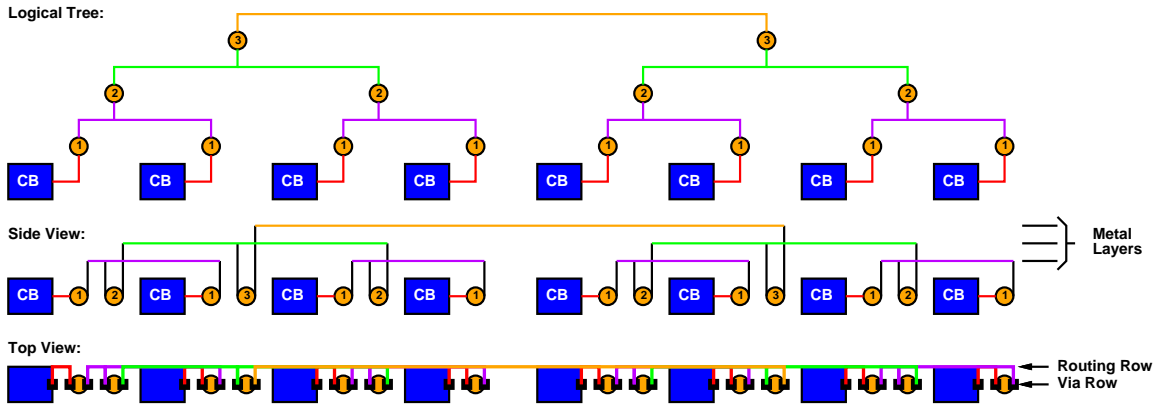 Logical Tree:
3 3
2 2 2 2
1 1 1 1 1 1 1 1
CB CB CB CB CB CB CB CB
Side View:
Metal
Layers
CB 1 2 CB 1 3 CB 1 2 CB 1 CB 1 2 CB 1 3 CB 1 2 CB 1
Top View:
Routing Row
Via Row